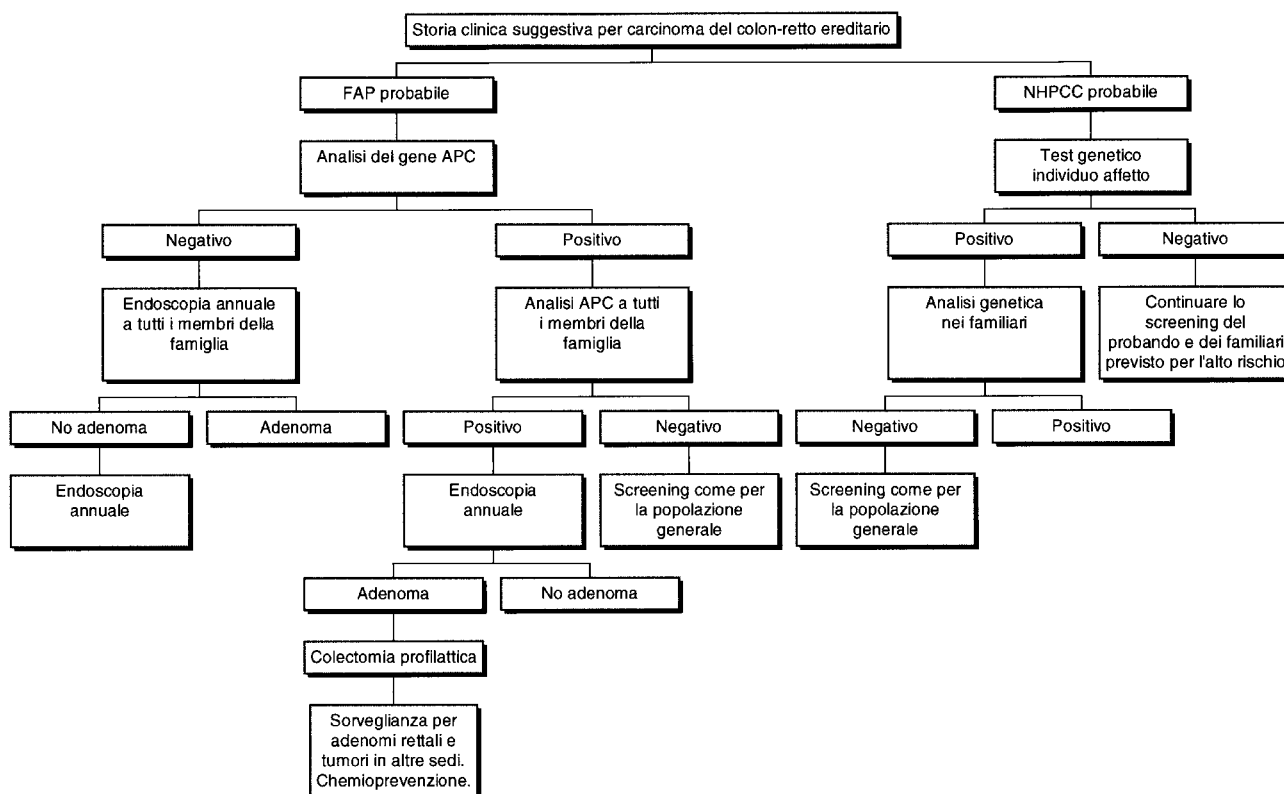 Storia clinica suggestiva per carcinoma del colon-retto ereditario
FAP probabile
NHPCC probabile
Analisi del gene APC
Test genetico
individuo affetto
Negativo
Positivo
Positivo
Negativo
Endoscopia annuale
a tutti i membri della
famiglia
Analisi APC a tutti
i membri della
famiglia
Analisi genetica
nei familiari
Continuare lo
screening del
probando e dei familiari
previsto per l'alto rischio
No adenoma
Adenoma
Positivo
Negativo
Negativo
Positivo
Endoscopia
annuale
Endoscopia
annuale
Screening come per
la popolazione
generale
Screening come per
la popolazione
generale
Adenoma
No adenoma
Colectomia profilattica
Sorveglianza per
adenomi rettali e
tumori in altre sedi.
Chemioprevenzione.